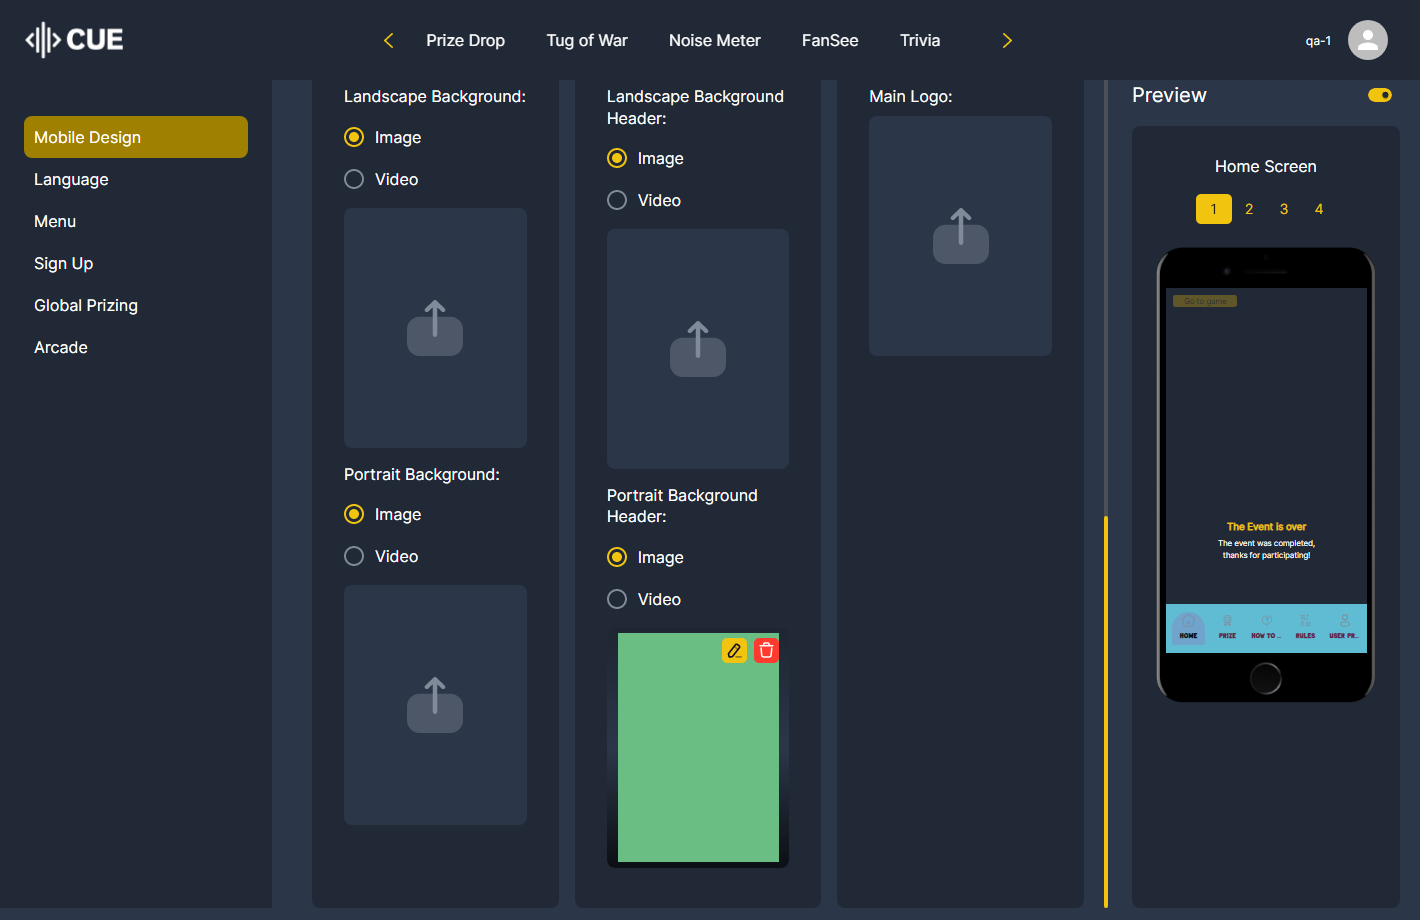 CUE
Prize Drop
Tug of War
Noise Meter
FanSee
Trivia
qa-1
Mobile Design
Language
Menu
Sign Up
Global Prizing
Arcade
Landscape Background:
Image
Video
Portrait Background:
Image
Video
Landscape Background
Header:
Image
Video
Portrait Background
Header:
Image
Video
Main Logo:
Preview
Home Screen
1 2 3 4
Go to game
The Event is over
The event was completed,
thanks for participating!
HOME PRIZE HOW TO ... RULES USER PR...